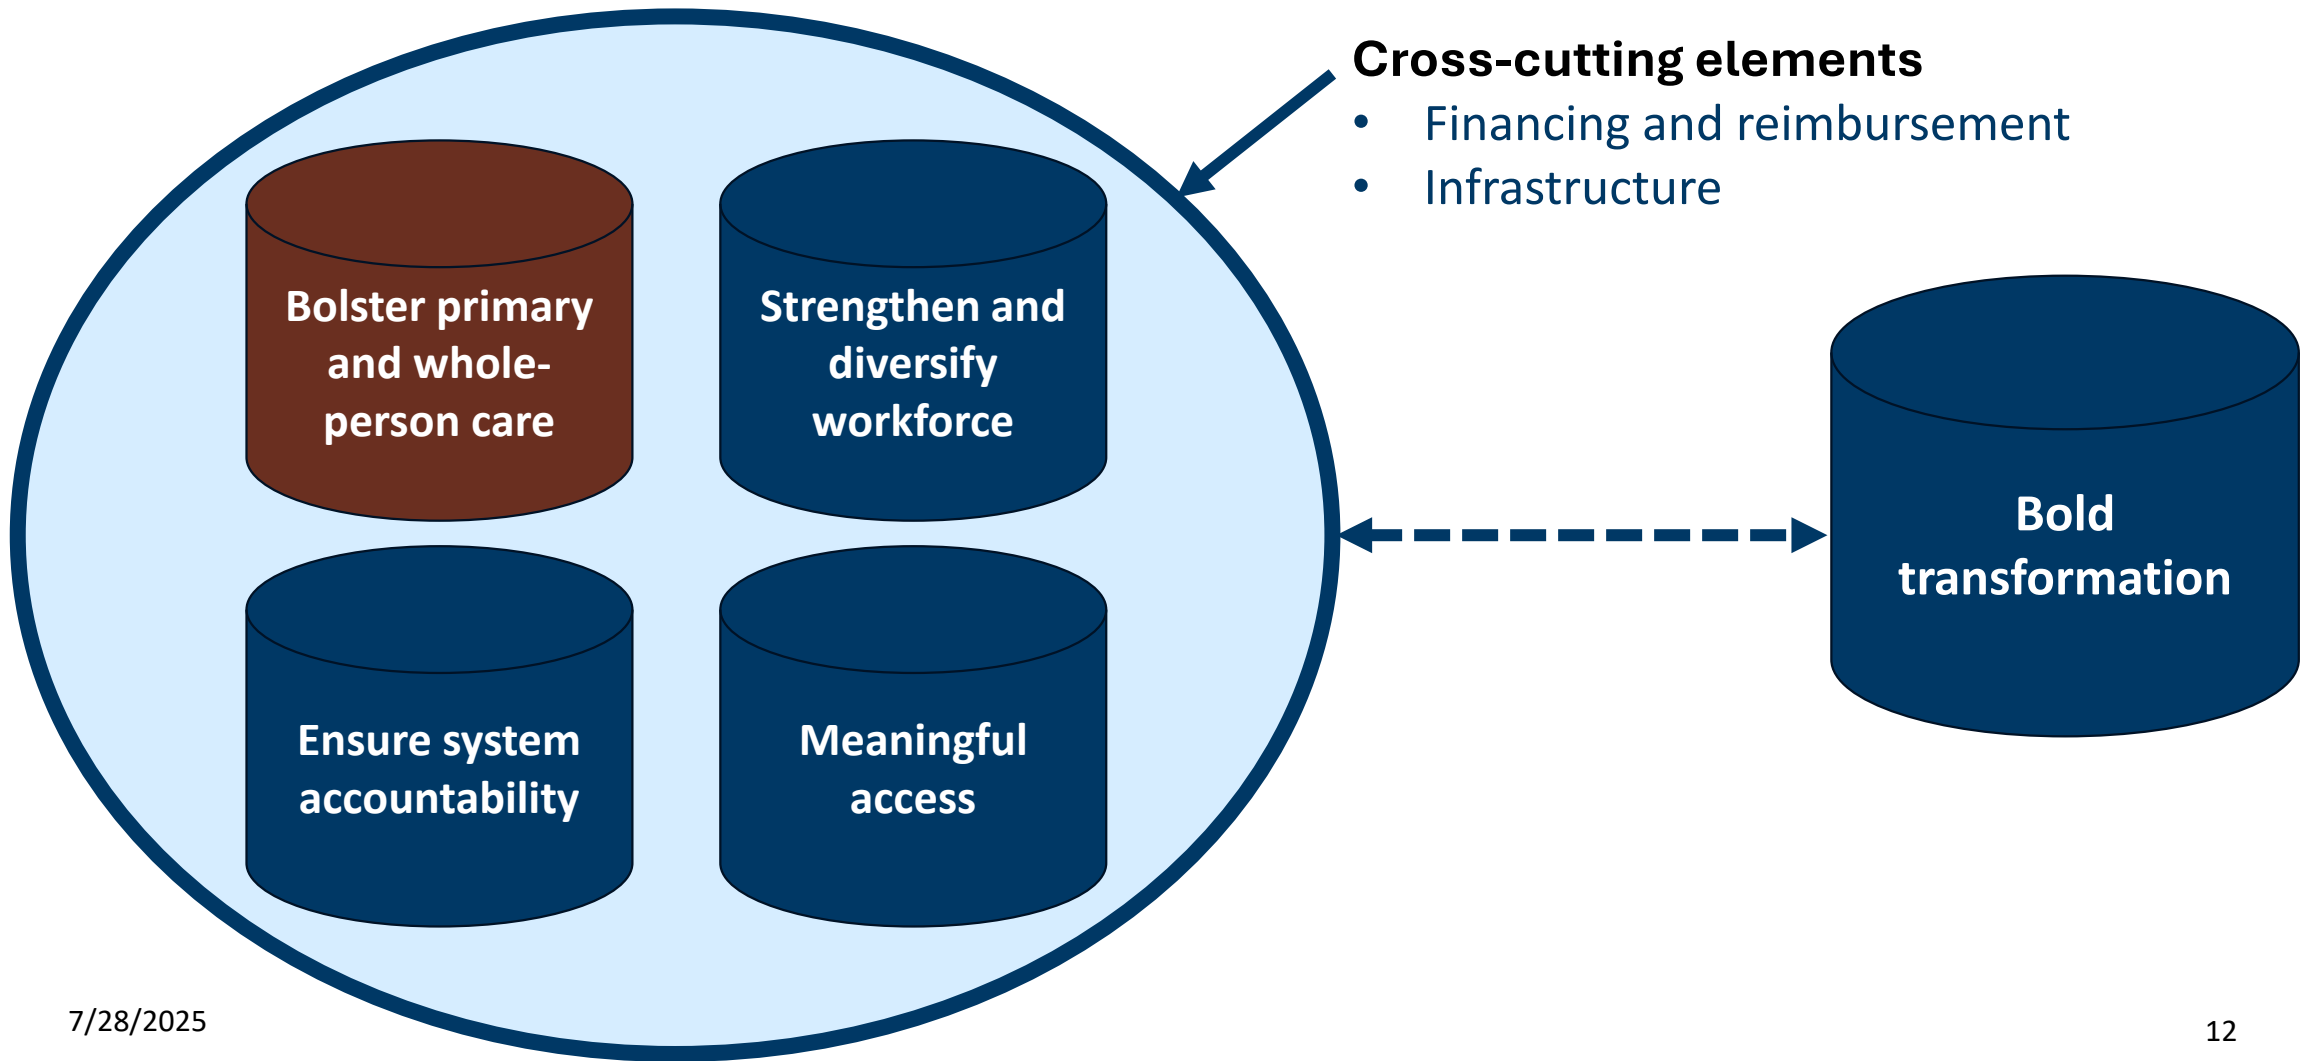 Cross-cutting elements
• Financing and reimbursement
• Infrastructure
Bolster primary
and whole-
person care
Strengthen and
diversify
workforce
Ensure system
accountability
Meaningful
access
Bold
transformation
7/28/2025
12